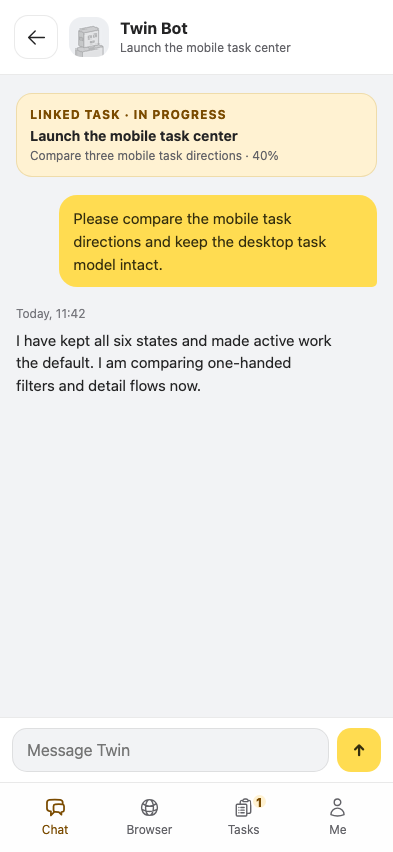 Twin Bot
Launch the mobile task center
LINKED TASK · IN PROGRESS
Launch the mobile task center
Compare three mobile task directions · 40%
Please compare the mobile task
directions and keep the desktop task
model intact.
Today, 11:42
I have kept all six states and made active work
the default. I am comparing one-handed
filters and detail flows now.
Message Twin
1
Chat
Browser
Tasks
Me